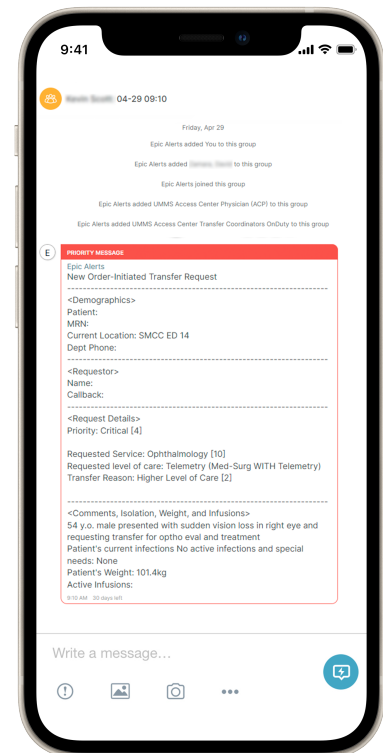 9:41
04-29 09:10
Friday, Apr 29
Epic Alerts added You to this group
Epic Alerts added to this group
Epic Alerts joined this group
Epic Alerts added UMMS Access Center Physician (ACP) to this group
Epic Alerts added UMMS Access Center Transfer Coordinators OnDuty to this group
E
PRIORITY MESSAGE
Epic Alerts
New Order-Initiated Transfer Request
----------------------------------------------------------------
<Demographics>
Patient:
MRN:
Current Location: SMCC ED 14
Dept Phone:
----------------------------------------------------------------
<Requestor>
Name:
Callback:
----------------------------------------------------------------
<Request Details>
Priority: Critical [4]
Requested Service: Ophthalmology [10]
Requested level of care: Telemetry (Med-Surg WITH Telemetry)
Transfer Reason: Higher Level of Care [2]
----------------------------------------------------------------
<Comments, Isolation, Weight, and Infusions>
54 y.o. male presented with sudden vision loss in right eye and
requesting transfer for optho eval and treatment
Patient's current infections No active infections and special
needs: None
Patient's Weight: 101.4kg
Active Infusions:
9:10 AM 30 days left
Write a message...